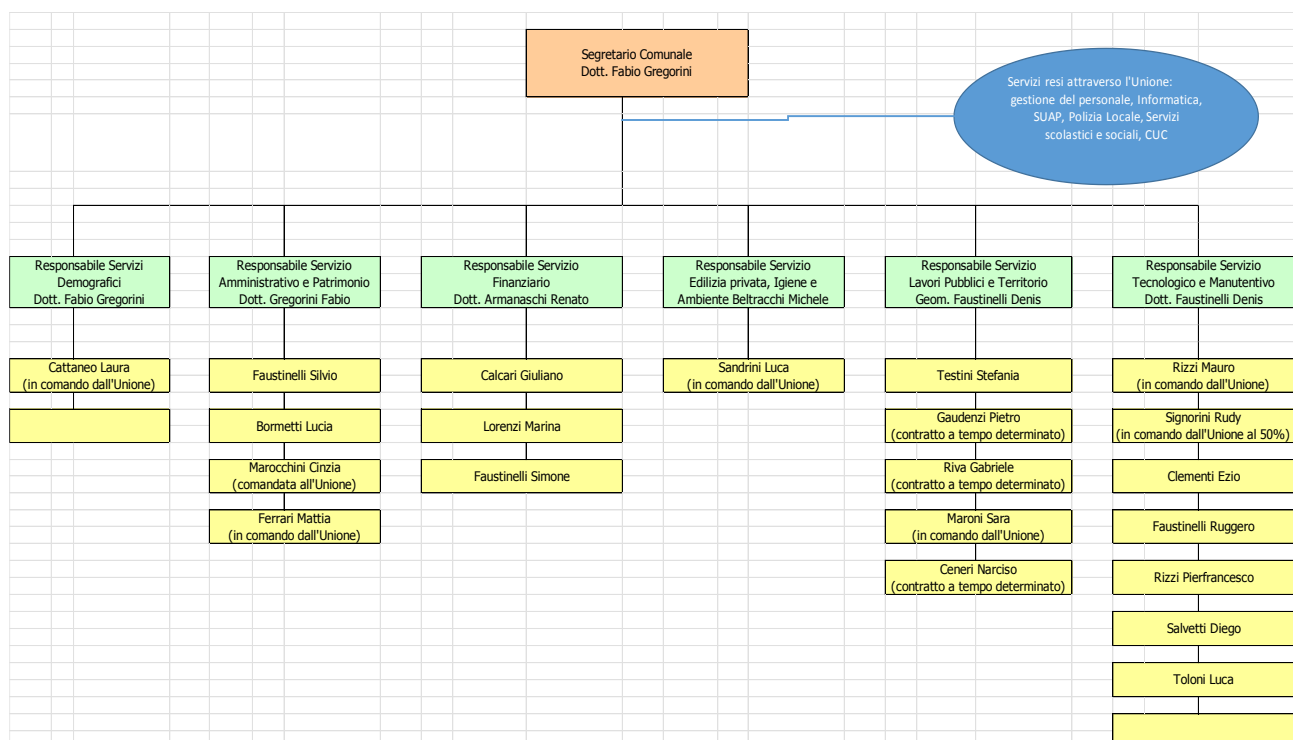 Segretario Comunale
Dott. Fabio Gregorini
Servizi resi attraverso l'Unione:
gestione del personale, Informatica,
SUAP, Polizia Locale, Servizi
scolastici e sociali, CUC
Responsabile Servizi
Demografici
Dott. Fabio Gregorini
Responsabile Servizio
Amministrativo e Patrimonio
Dott. Gregorini Fabio
Responsabile Servizio
Finanziario
Dott. Armanaschi Renato
Responsabile Servizio
Edilizia privata, Igiene e
Ambiente Beltracchi Michele
Responsabile Servizio
Lavori Pubblici e Territorio
Geom. Faustinelli Denis
Responsabile Servizio
Tecnologico e Manutentivo
Dott. Faustinelli Denis
Cattaneo Laura
(in comando dall'Unione)
Faustinelli Silvio
Calcari Giuliano
Sandrini Luca
(in comando dall'Unione)
Testini Stefania
Rizzi Mauro
(in comando dall'Unione)
Bormetti Lucia
Lorenzi Marina
Gaudenzi Pietro
(contratto a tempo determinato)
Signorini Rudy
(in comando dall'Unione al 50%)
Marocchini Cinzia
(comandata all'Unione)
Faustinelli Simone
Riva Gabriele
(contratto a tempo determinato)
Clementi Ezio
Ferrari Mattia
(in comando dall'Unione)
Maroni Sara
(in comando dall'Unione)
Faustinelli Ruggero
Ceneri Narciso
(contratto a tempo determinato)
Rizzi Pierfrancesco
Salvetti Diego
Toloni Luca